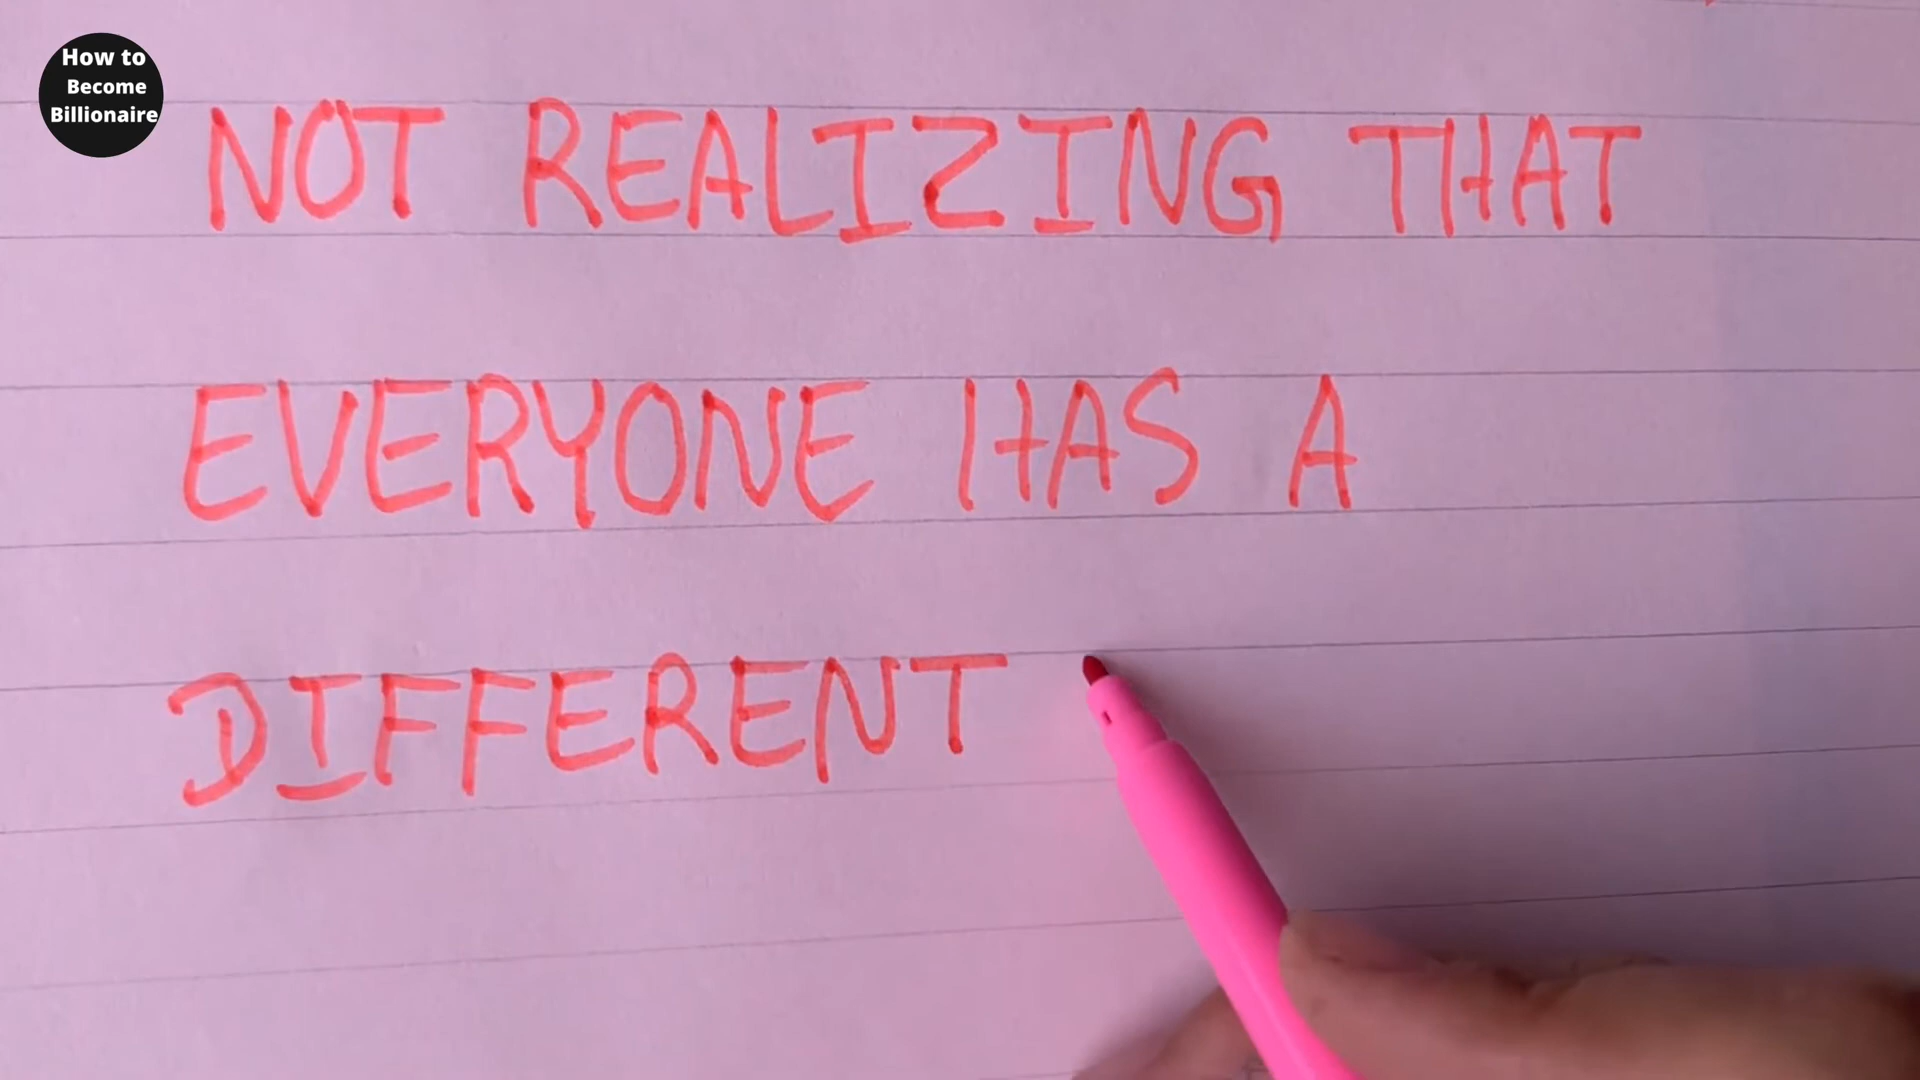 How to
Become
Billionaire
NOT REALIZING THAT
EVERYONE HAS A
DIFFERENT